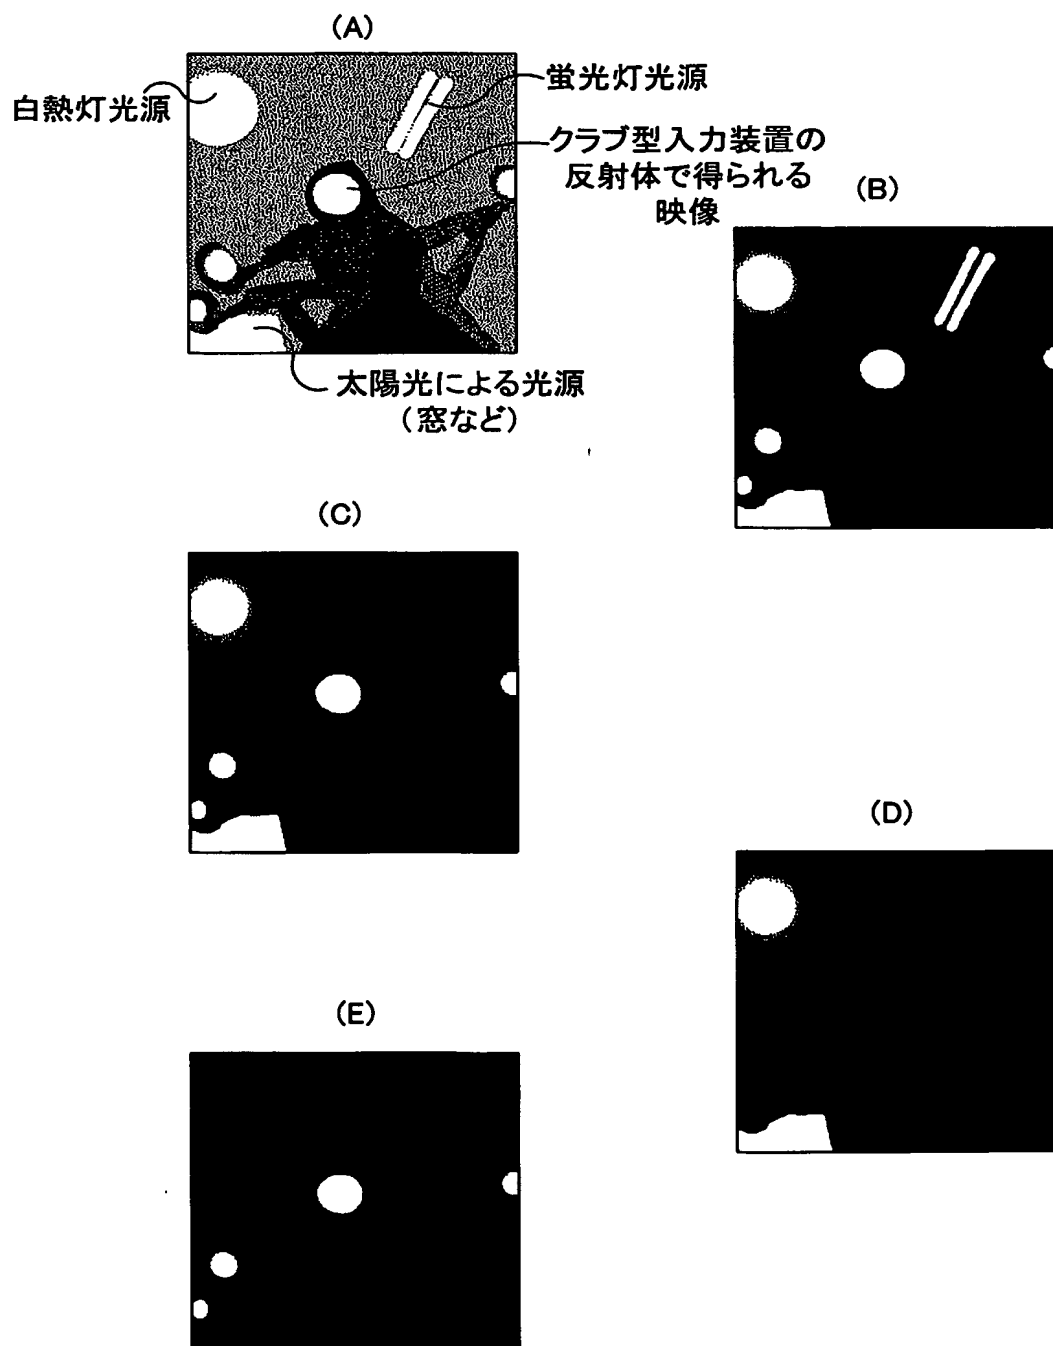 (A)
白熱灯光源
蛍光灯光源
クラブ型入力装置の
反射体で得られる
映像
(B)
太陽光による光源
(窓など)
(C)
(D)
(E)